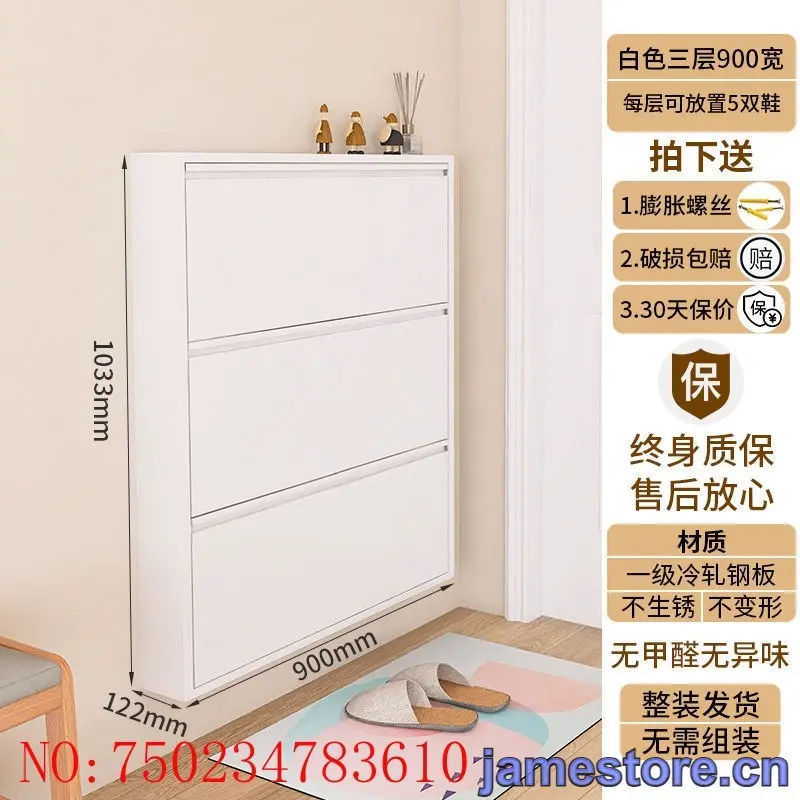 白色三层900宽
每层可放置5双鞋
拍下送
1.膨胀螺丝
2.破损包赔
赔
3.30天保价
保
¥
保
终身质保
售后放心
材质
一级冷轧钢板
不生锈 不变形
无甲醛无异味
整装发货
无需组装
1033mm
900mm
122mm
NO:750234783610
jamestore.cn